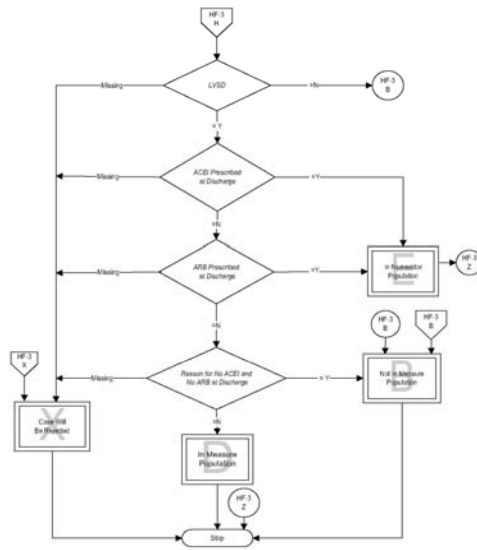 HF-3
H
LVSD
Missing
=N
HF-3
B
= Y
ACEI Prescribed
at Discharge
Missing
=Y
=N
ARB Prescribed
at Discharge
Missing
=Y
E
In Numerator
Population
HF-3
Z
=N
HF-3
B
HF-3
B
HF-3
X
Reason for No ACEI and
No ARB at Discharge
Missing
= Y
B
Not In Measure
Population
X
Case Will
Be Rejected
=N
D
In Measure
Population
HF-3
Z
Stop